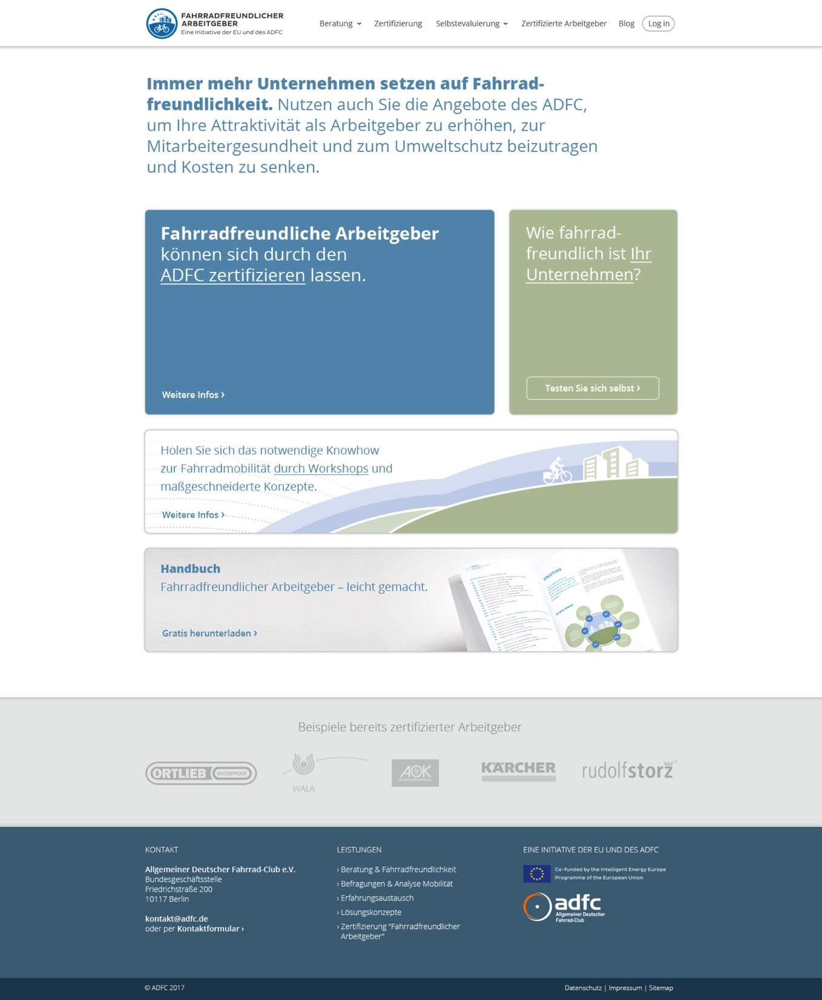 FAHRRADFREUNDLICHER
ARBEITGEBER
Eine Initiative der EU und des ADFC
Beratung
Zertifizierung
Selbstevaluierung
Zertifizierte Arbeitgeber
Blog
Log in
Immer mehr Unternehmen setzen auf Fahrrad-
freundlichkeit. Nutzen auch Sie die Angebote des ADFC,
um Ihre Attraktivität als Arbeitgeber zu erhöhen, zur
Mitarbeitergesundheit und zum Umweltschutz beizutragen
und Kosten zu senken.
Fahrradfreundliche Arbeitgeber
können sich durch den
ADFC zertifizieren lassen.
Weitere Infos ›
Wie fahrrad-
freundlich ist Ihr
Unternehmen?
Testen Sie sich selbst ›
Holen Sie sich das notwendige Knowhow
zur Fahrradmobilität durch Workshops und
maßgeschneiderte Konzepte.
Weitere Infos ›
Handbuch
Fahrradfreundlicher Arbeitgeber – leicht gemacht.
Gratis herunterladen ›
EINLEITUNG
Beispiele bereits zertifizierter Arbeitgeber
ORTLIEB WATERPROOF
WALA
AOK
Die Gesundheitskasse.
KÄRCHER
rudolfstorz®
KONTAKT
Allgemeiner Deutscher Fahrrad-Club e.V.
Bundesgeschäftsstelle
Friedrichstraße 200
10117 Berlin
kontakt@adfc.de
oder per Kontaktformular ›
LEISTUNGEN
› Beratung & Fahrradfreundlichkeit
› Befragungen & Analyse Mobilität
› Erfahrungsaustausch
› Lösungskonzepte
› Zertifizierung "Fahrradfreundlicher
Arbeitgeber"
EINE INITIATIVE DER EU UND DES ADFC
Co-funded by the Intelligent Energy Europe
Programme of the European Union
adfc
Allgemeiner Deutscher
Fahrrad-Club
© ADFC 2017
Datenschutz | Impressum | Sitemap